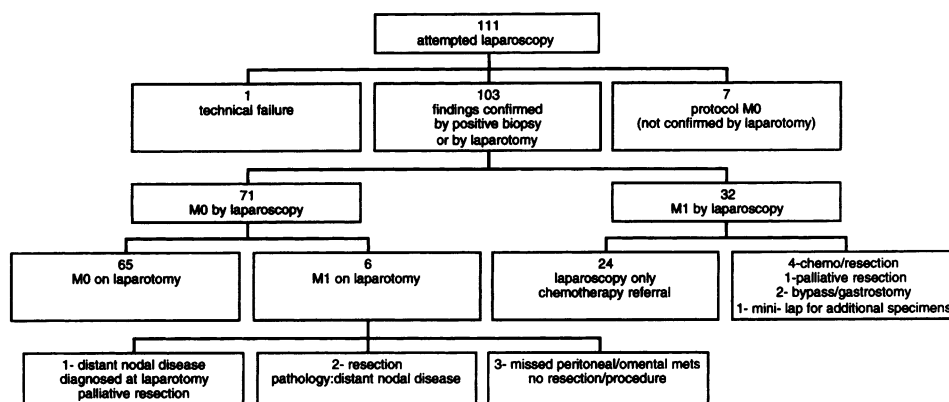 111
attempted laparoscopy
1
technical failure
103
findings confirmed
by positive biopsy
or by laparotomy
7
protocol M0
(not confirmed by laparotomy)
71
M0 by laparoscopy
32
M1 by laparoscopy
65
M0 on laparotomy
6
M1 on laparotomy
24
laparoscopy only
chemotherapy referral
4-chemo/resection
1-palliative resection
2- bypass/gastrostomy
1- mini- lap for additional specimens
1- distant nodal disease
diagnosed at laparotomy
palliative resection
2- resection
pathology:distant nodal disease
3- missed peritoneal/omental mets
no resection/procedure